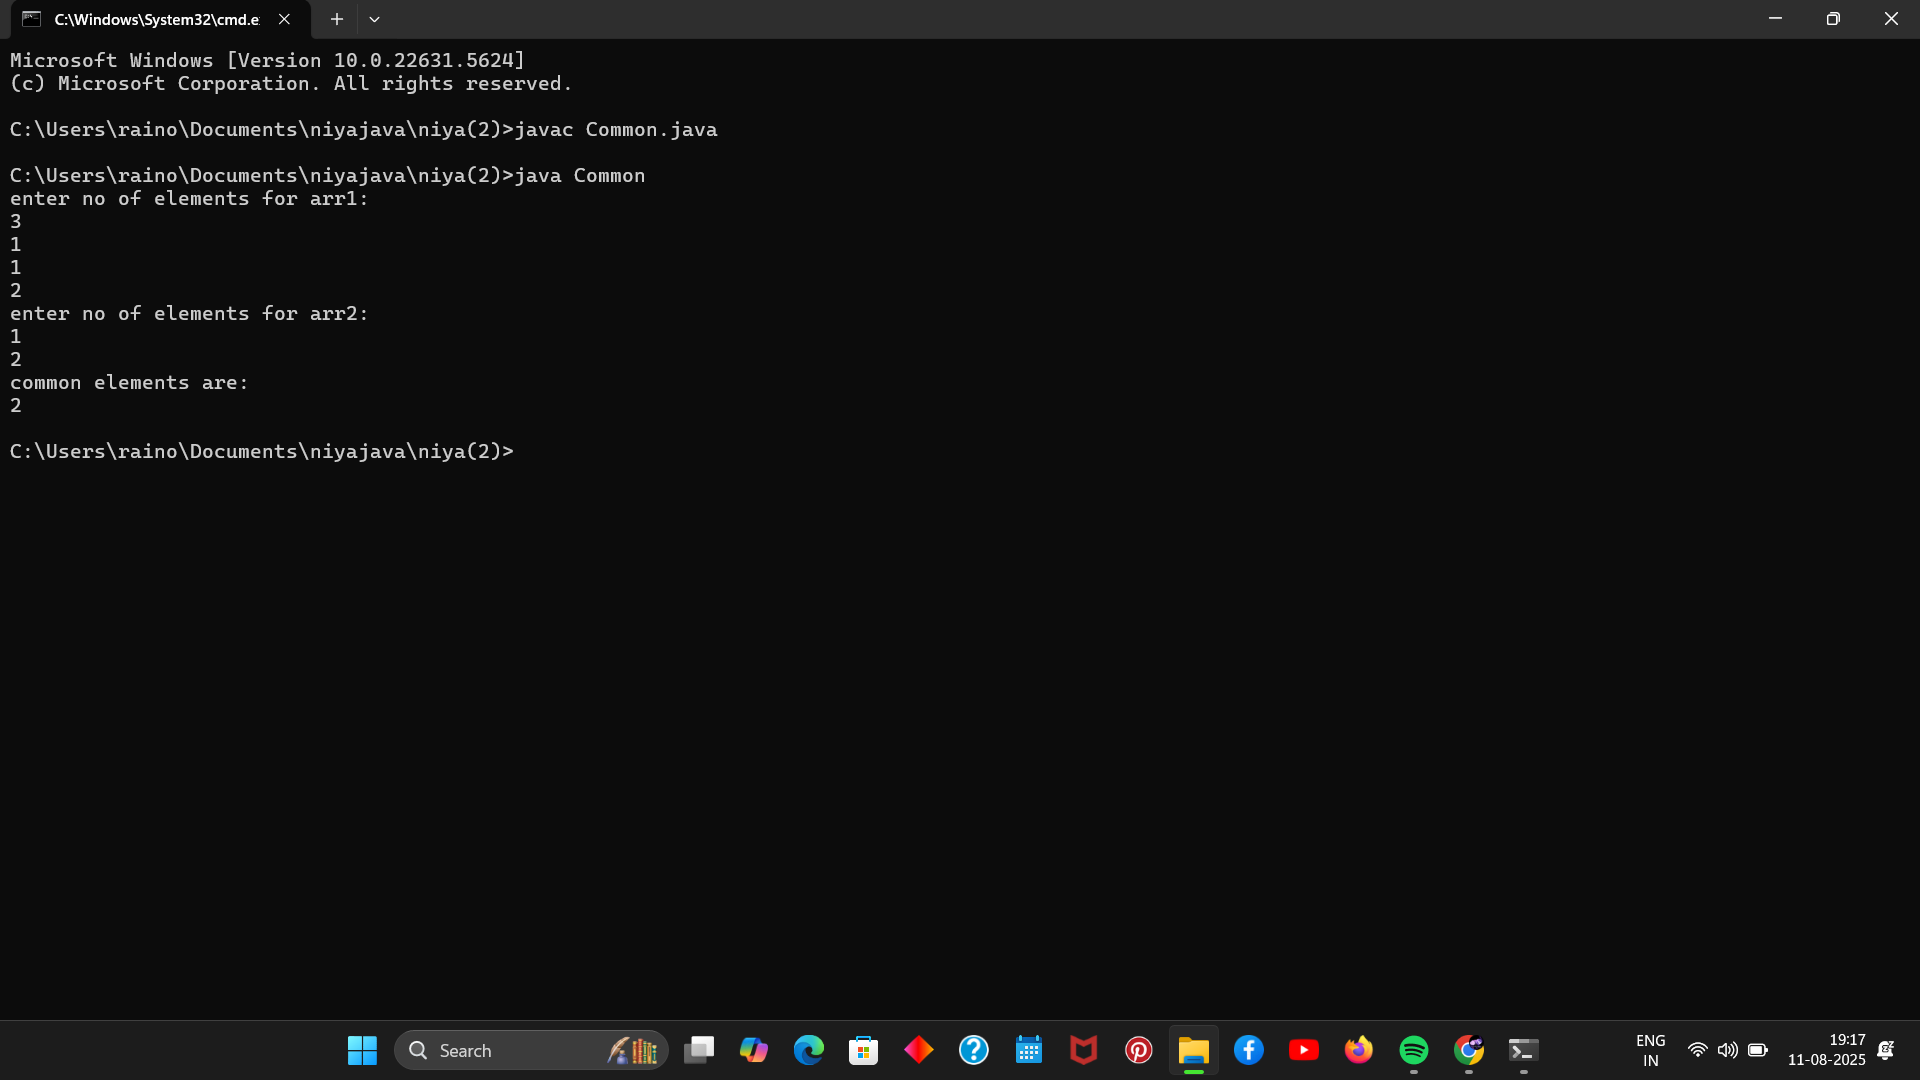 C:\Windows\System32\cmd.e
Microsoft Windows [Version 10.0.22631.5624]
(c) Microsoft Corporation. All rights reserved.
C:\Users\raino\Documents\niyajava\niya(2)>javac Common.java
C:\Users\raino\Documents\niyajava\niya(2)>java Common
enter no of elements for arr1:
3
1
1
2
enter no of elements for arr2:
1
2
common elements are:
2
C:\Users\raino\Documents\niyajava\niya(2)>
Search
ENG
IN
19:17
11-08-2025